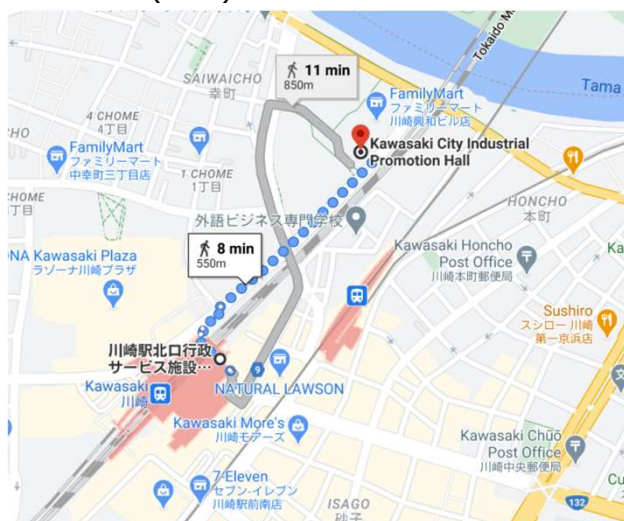 Tokaido M
Tama
SAIWAICHO
幸町
11 min
850m
FamilyMart
ファミリーマート
川崎興和ビル店
4 CHOME
4丁目
CHO
Kawasaki City Industrial
Promotion Hall
FamilyMart
ファミリーマート
中幸町三丁目店
1 CHOME
1丁目
HONCHO
本町
外語ビジネス専門学校
8 min
550m
NA Kawasaki Plaza
ラゾーナ川崎プラザ
Kawasaki Honcho
Post Office
川崎本町郵便局
Ka
Sushiro
スシロー 川崎
第一京浜店
川崎駅北口行政
サービス施設…
9
NATURAL LAWSON
Kawasaki
川崎
Kawasaki More's
川崎モアーズ
Kawasaki Chūō
Post Office
川崎中央郵便局
文
7-Eleven
セブン-イレブン
川崎駅前南店
Cu
132
ISAGO
砂子